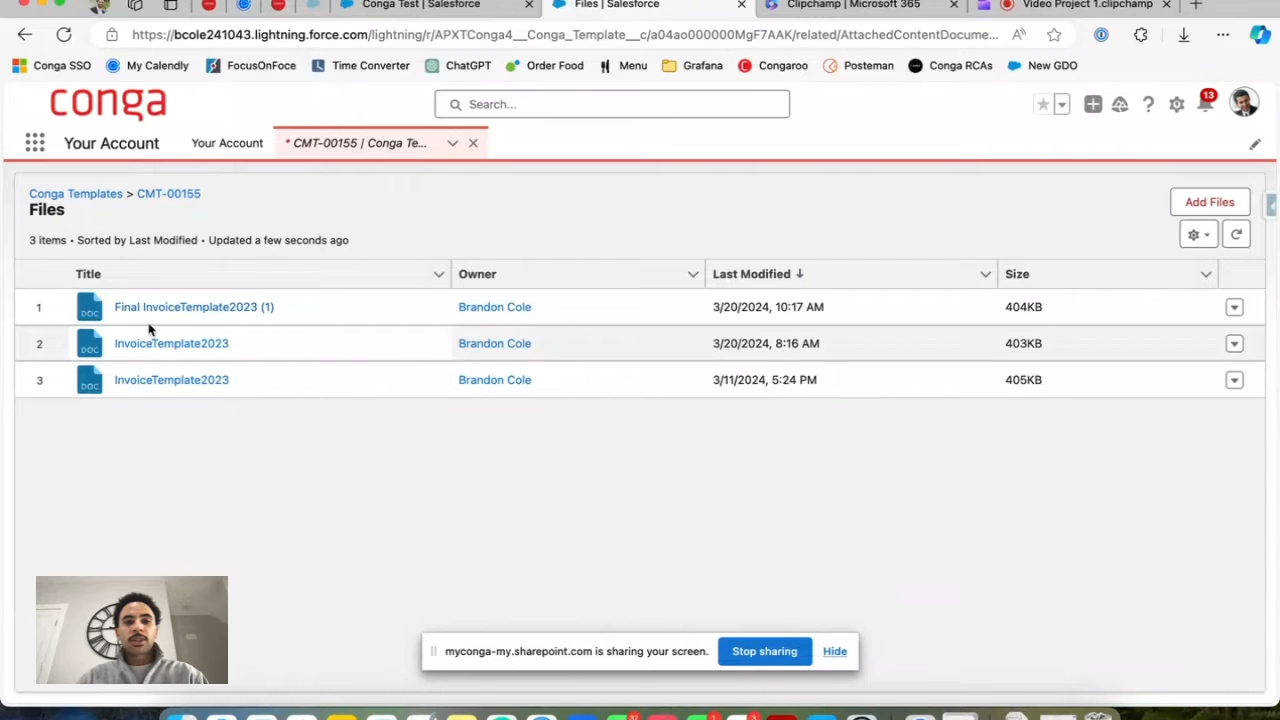 Conga Test | Salesforce
Files | Salesforce
Clipchamp | Microsoft 365
Video Project 1.clipchamp
https://bcole241043.lightning.force.com/lightning/r/APXTConga4__Conga_Template__c/a04ao000000MgF7AAK/related/AttachedContentDocume...
Conga SSO
My Calendly
FocusOnFoce
Time Converter
ChatGPT
Order Food
Menu
Grafana
Congaroo
Posteman
Conga RCAs
New GDO
conga
Search...
13
Your Account
Your Account
* CMT-00155 | Conga Te...
Conga Templates > CMT-00155
Files
Add Files
3 items • Sorted by Last Modified • Updated a few seconds ago
Title
Owner
Last Modified ↓
Size
1 DOC Final InvoiceTemplate2023 (1) Brandon Cole 3/20/2024, 10:17 AM 404KB
2 DOC InvoiceTemplate2023 Brandon Cole 3/20/2024, 8:16 AM 403KB
3 DOC InvoiceTemplate2023 Brandon Cole 3/11/2024, 5:24 PM 405KB
myconga-my.sharepoint.com is sharing your screen.
Stop sharing
Hide